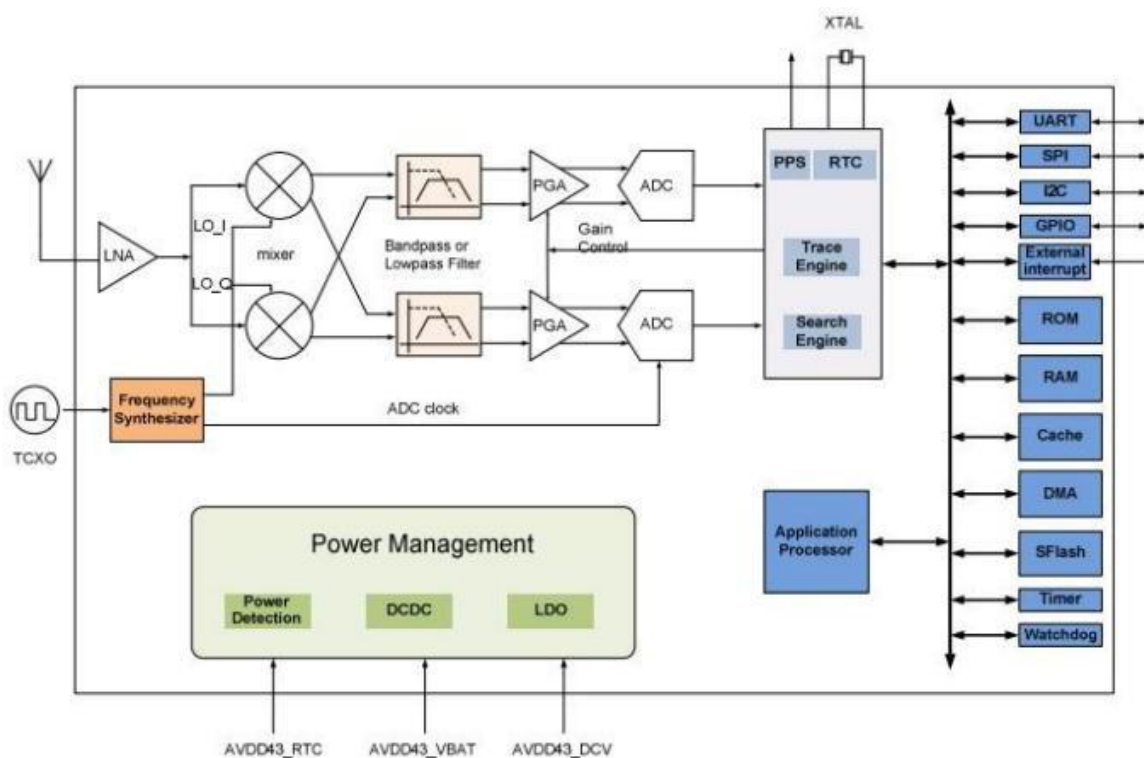 XTAL
PPS
RTC
UART
SPI
I2C
GPIO
External
interrupt
LNA
LO_I
LO_Q
mixer
Bandpass or
Lowpass Filter
PGA
ADC
Gain
Control
PGA
ADC
Trace
Engine
Search
Engine
ROM
RAM
Cache
DMA
SFlash
Timer
Watchdog
TCXO
Frequency
Synthesizer
ADC clock
Application
Processor
Power Management
Power
Detection
DCDC
LDO
AVDD43_RTC
AVDD43_VBAT
AVDD43_DCV